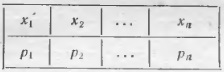 x₁ x₂ ... xₙ
p₁ p₂ ... pₙ